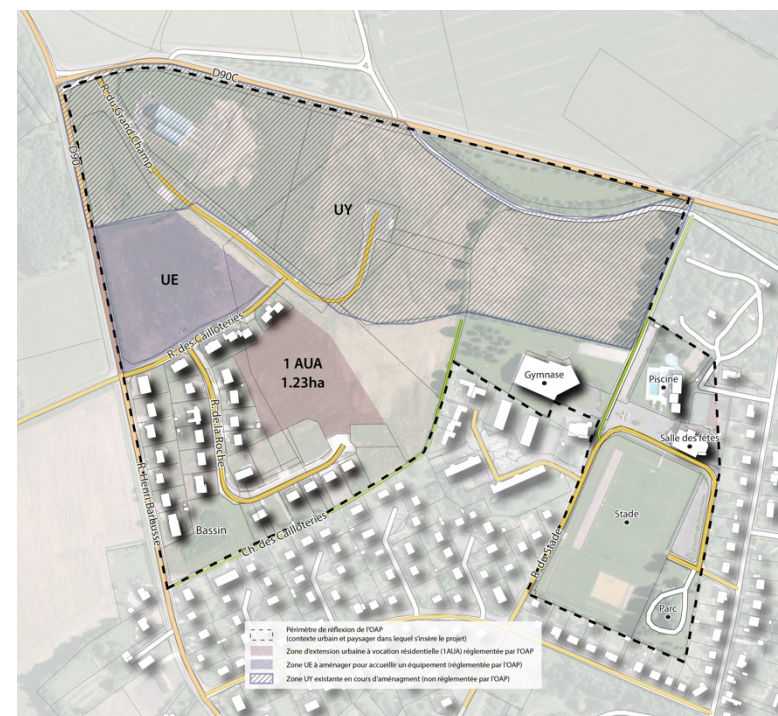 D90C
R. du Grand Champ
D90
UY
UE
R. des Cailloteries
1 AUA
1.23ha
Gymnase
Piscine
R. de la Roche
Salle des fêtes
R. Henri Barbusse
Stade
Bassin
Ch. des Cailloteries
R. du Stade
Parc
Périmètre de réflexion de l'OAP
(contexte urbain et paysager dans lequel s'insère le projet)
Zone d'extension urbaine à vocation résidentielle (1AUA) réglementée par l'OAP
Zone UE à aménager pour accueillir un équipement (réglementée par l'OAP)
Zone UY existante en cours d'aménagment (non réglementée par l'OAP)